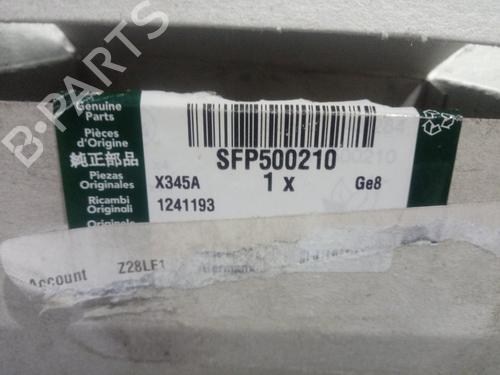 Genuine
Parts
Pièces
d'Origine
純正部品
Piezas
Originales
Ricambi
Originali
SFP500210
X345A 1 x Ge8
1241193
Account Z28LE1
B-PARTS